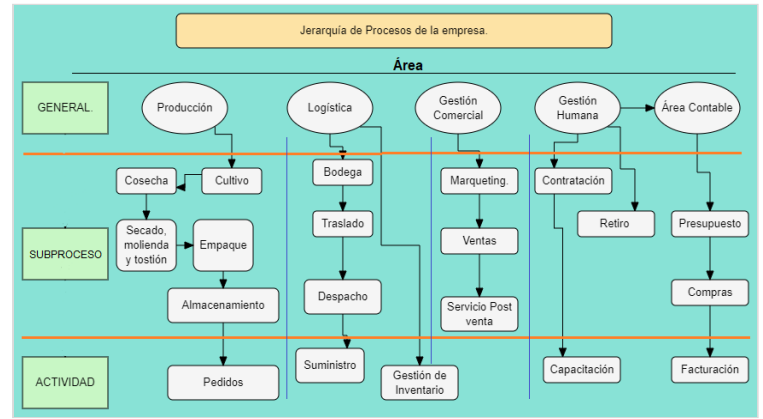 Jerarquía de Procesos de la empresa.
Área
GENERAL.
Producción
Logística
Gestión
Comercial
Gestión
Humana
Área Contable
SUBPROCESO
Cosecha
Cultivo
Bodega
Marqueting.
Contratación
Secado,
molienda
y tostión
Empaque
Traslado
Ventas
Retiro
Presupuesto
Almacenamiento
Despacho
Servicio Post
venta
Compras
ACTIVIDAD
Pedidos
Suministro
Gestión de
Inventario
Capacitación
Facturación